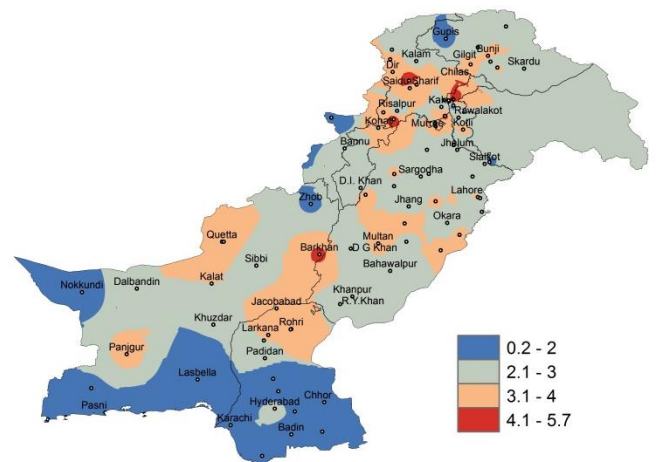 Gupis
Kalam
Gilgit
Bunji
Dir
Chilas
Skardu
Saidu Sharif
Kakul
Risalpur
Rawalakot
Kohat
Murree
Kotli
Bannu
Jhelum
Sialkot
D.I. Khan
Sargodha
Zhob
Jhang
Lahore
Okara
Quetta
Multan
Barkhan
D G Khan
Sibbi
Bahawalpur
Nokkundi
Dalbandin
Kalat
Khanpur
R.Y.Khan
Jacobabad
Khuzdar
Larkana
Rohri
Panjgur
Padidan
Lasbella
Pasni
Hyderabad
Chhor
Karachi
Badin
0.2 - 2
2.1 - 3
3.1 - 4
4.1 - 5.7